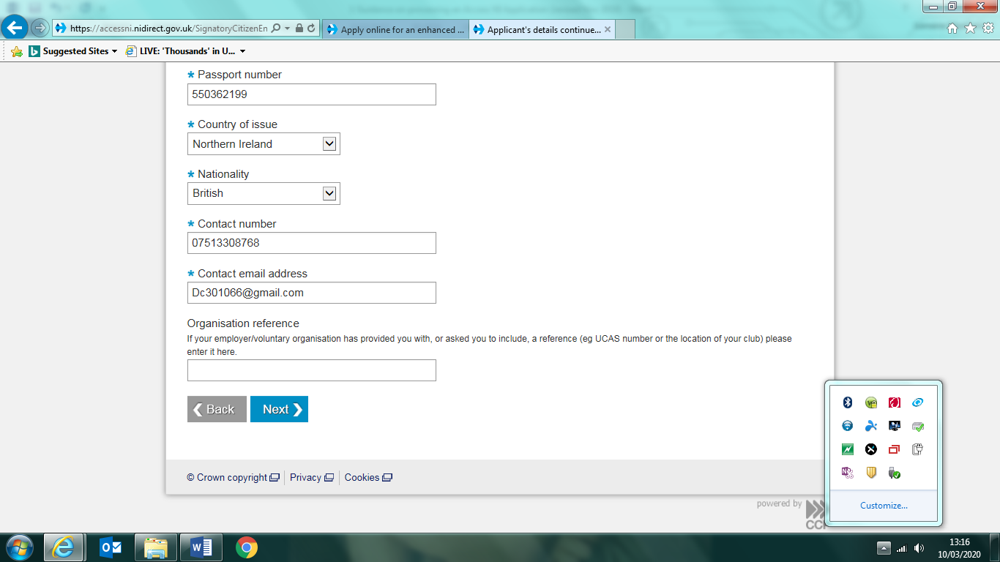 https://accessni.nidirect.gov.uk/SignatoryCitizenEn
Apply online for an enhanced ...
Applicant's details continue...
Suggested Sites
LIVE: 'Thousands' in U...
* Passport number
550362199
* Country of issue
Northern Ireland
* Nationality
British
* Contact number
07513308768
* Contact email address
Dc301066@gmail.com
Organisation reference
If your employer/voluntary organisation has provided you with, or asked you to include, a reference (eg UCAS number or the location of your club) please
enter it here.
Back
Next
© Crown copyright
Privacy
Cookies
powered by
Customize...
13:16
10/03/2020